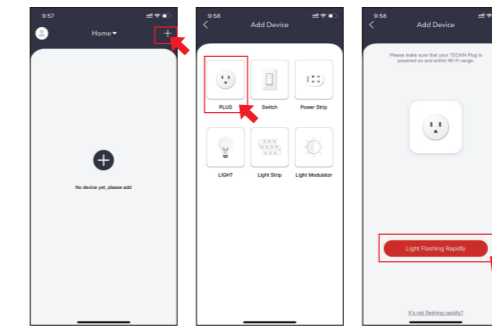 9:57
Home
No device yet, please add
9:58
Add Device
PLUG
Switch
Power Strip
LIGHT
Light Strip
Light Modulator
9:58
Add Device
Please make sure that your TECKIN Plug is
powered on and within Wi-Fi range.
Light Flashing Rapidly
It's not flashing rapidly?